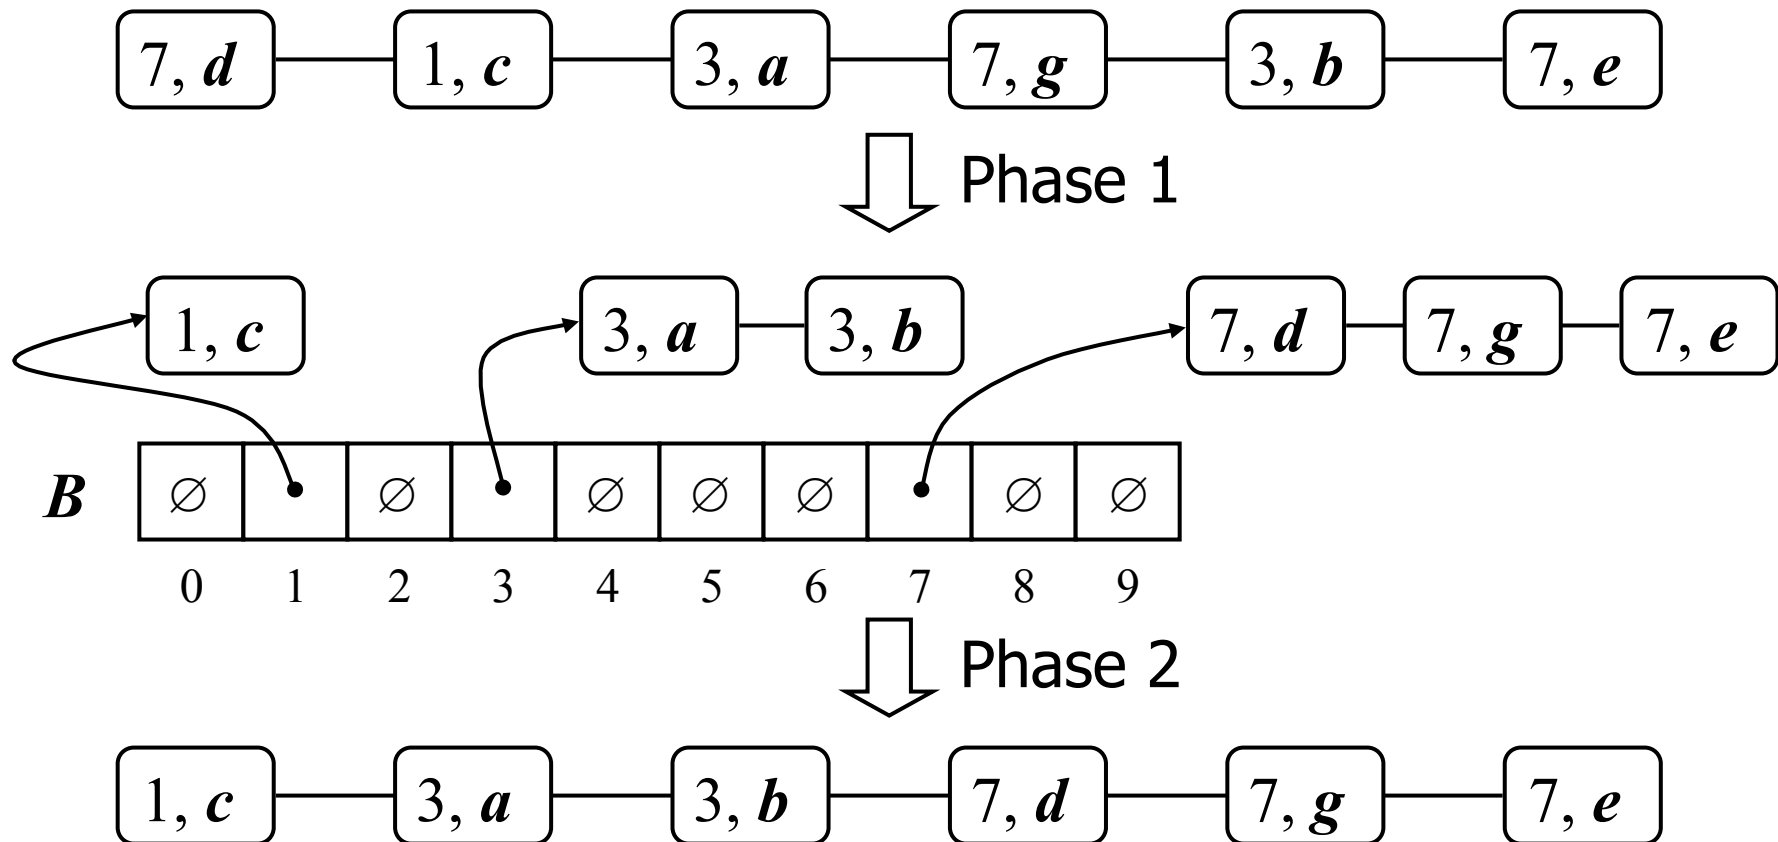 7, d 1, c 3, a 7, g 3, b 7, e
Phase 1
1, c 3, a 3, b 7, d 7, g 7, e
B ∅ ∅ ∅ ∅ ∅ ∅ ∅
0 1 2 3 4 5 6 7 8 9
Phase 2
1, c 3, a 3, b 7, d 7, g 7, e